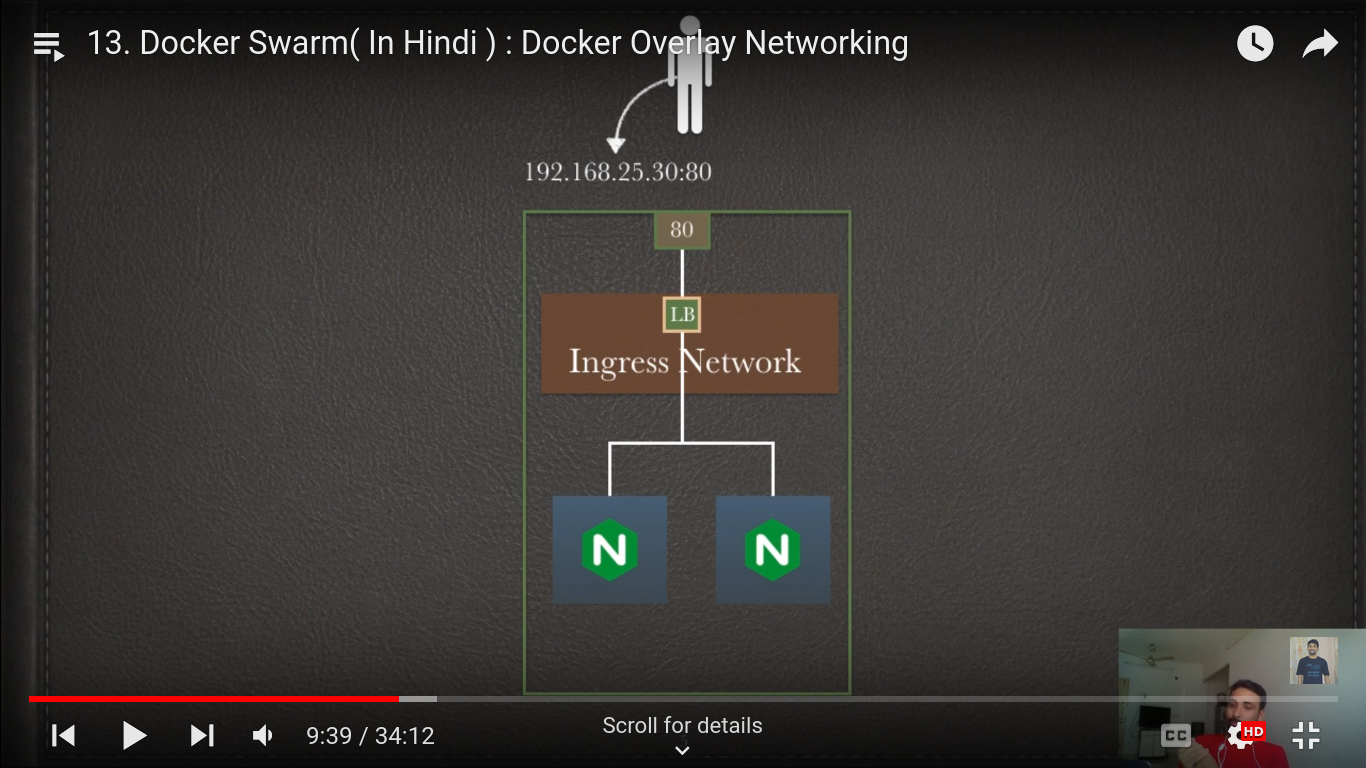 13. Docker Swarm( In Hindi ) : Docker Overlay Networking
192.168.25.30:80
80
LB
Ingress Network
N
N
9:39 / 34:12
Scroll for details
CC
HD